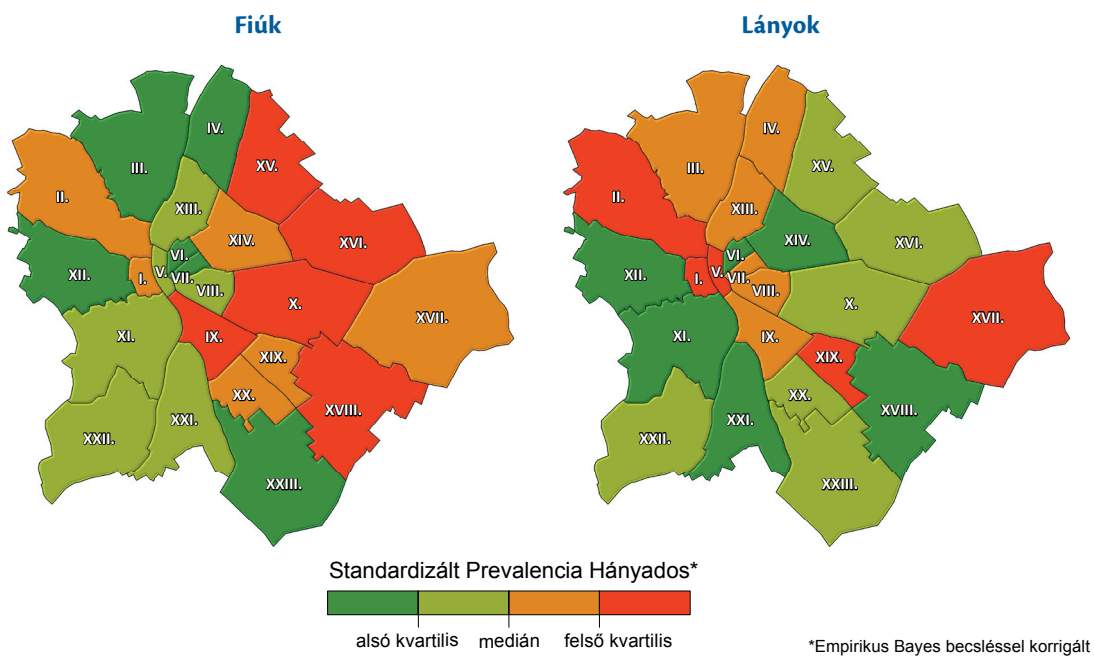 Fiúk
Lányok
IV.
III.
XV.
II.
XIII.
XIV.
XVI.
VI.
XII.
I.
V.
VII.
VIII.
X.
XVII.
XI.
IX.
XIX.
XX.
XVIII.
XXI.
XXII.
XXIII.
IV.
III.
XV.
II.
XIII.
XIV.
XVI.
VI.
XII.
I.
V.
VII.
VIII.
X.
XVII.
XI.
IX.
XIX.
XX.
XVIII.
XXI.
XXII.
XXIII.
Standardizált Prevalencia Hányados*
alsó kvartilis medián felső kvartilis
*Empirikus Bayes becsléssel korrigált